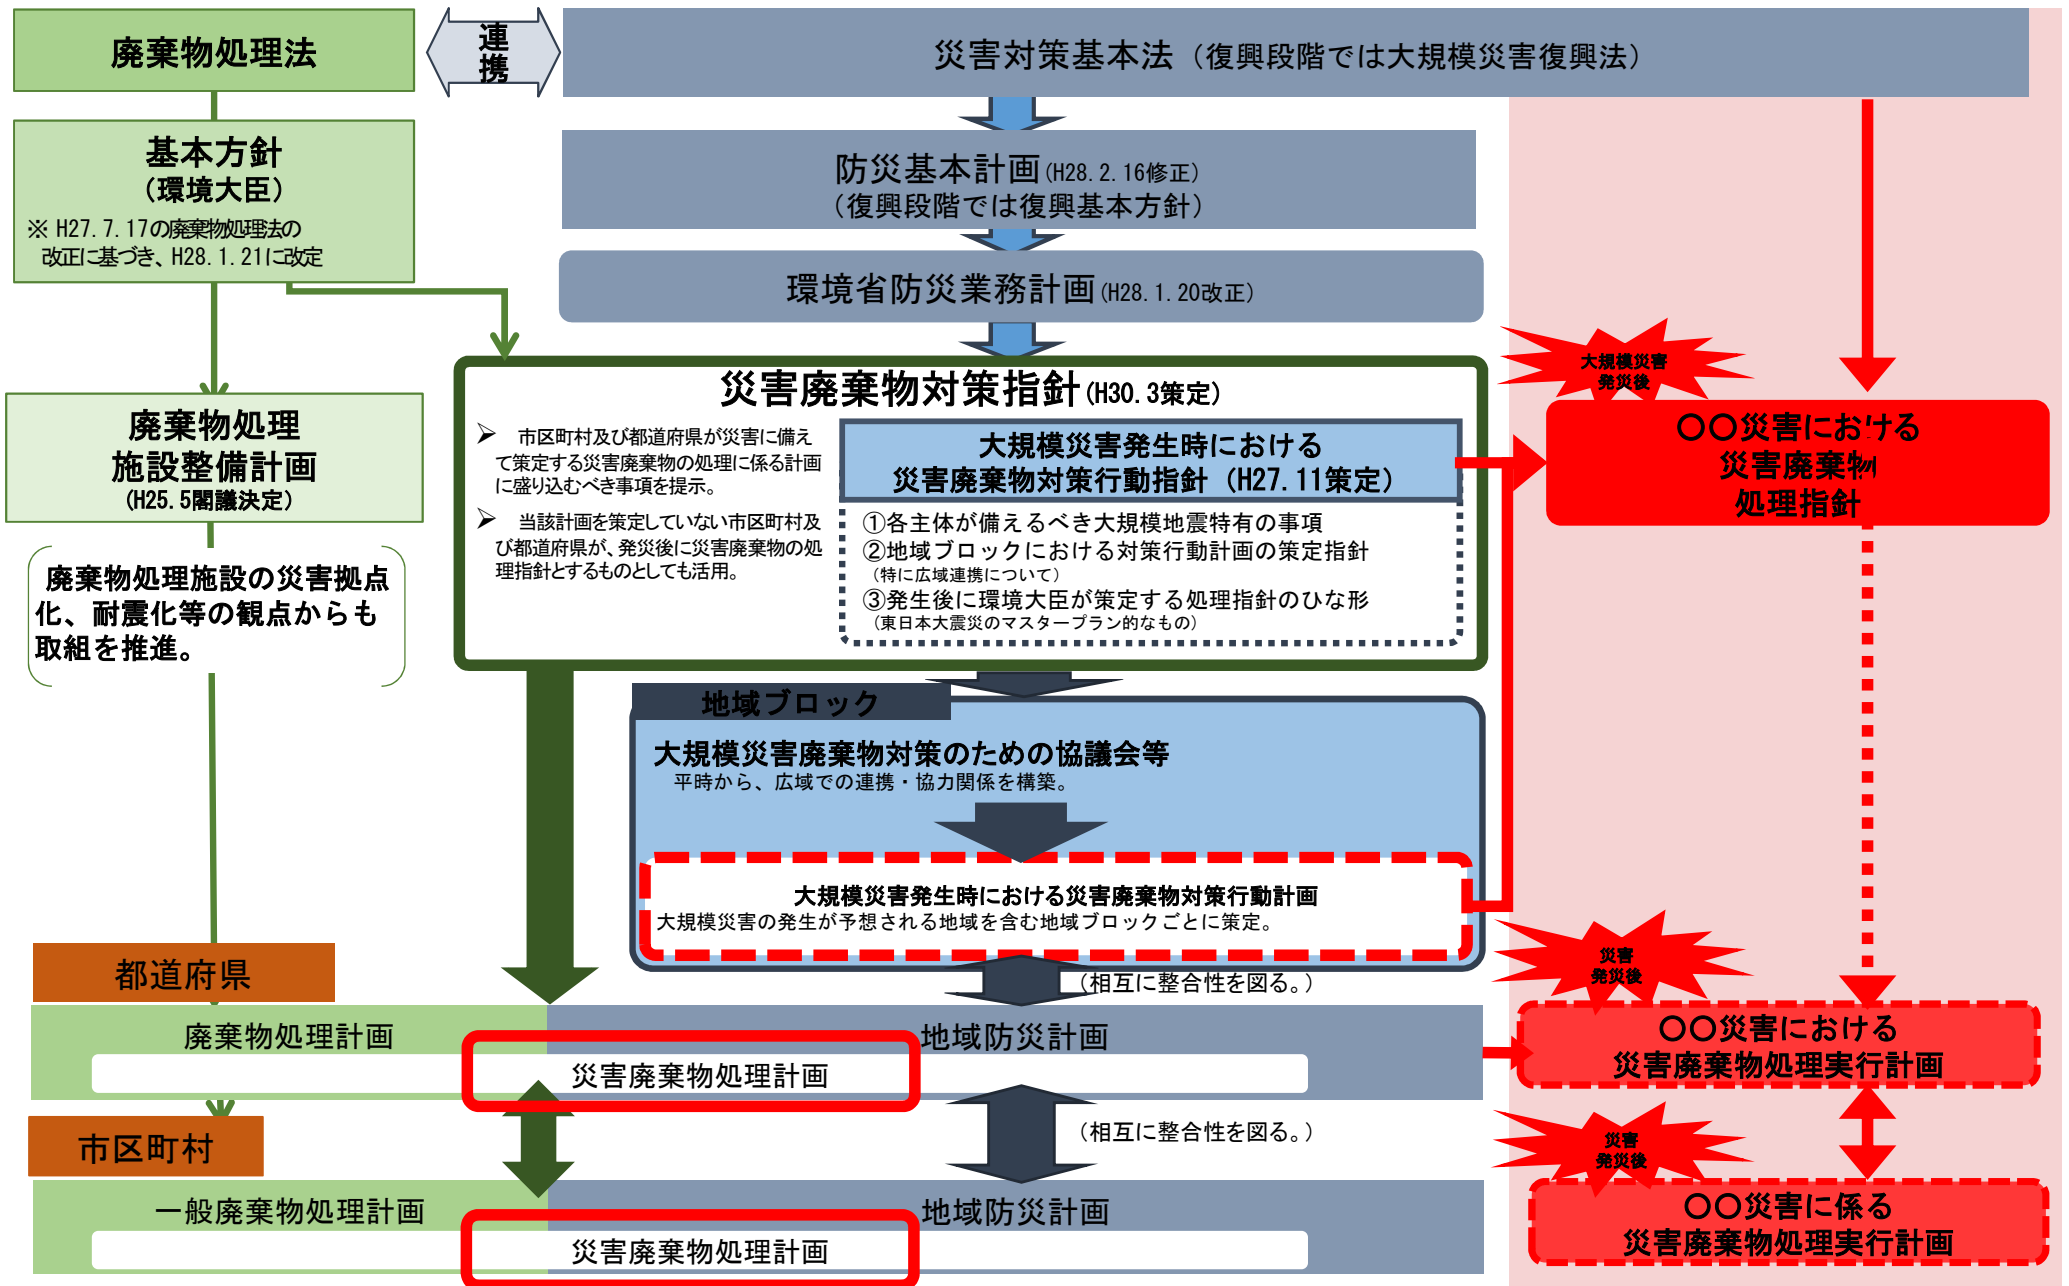 廃棄物処理法
連携
災害対策基本法（復興段階では大規模災害復興法）
基本方針
（環境大臣）
※ H27.7.17の廃棄物処理法の
改正に基づき、H28.1.21に改定
防災基本計画(H28.2.16修正)
（復興段階では復興基本方針）
環境省防災業務計画(H28.1.20改正)
廃棄物処理
施設整備計画
(H25.5閣議決定)
廃棄物処理施設の災害拠点
化、耐震化等の観点からも
取組を推進。
災害廃棄物対策指針(H30.3策定)
➢ 市区町村及び都道府県が災害に備え
て策定する災害廃棄物の処理に係る計画
に盛り込むべき事項を提示。
➢ 当該計画を策定していない市区町村及
び都道府県が、発災後に災害廃棄物の処
理指針とするものとしても活用。
大規模災害発生時における
災害廃棄物対策行動指針（H27.11策定）
①各主体が備えるべき大規模地震特有の事項
②地域ブロックにおける対策行動計画の策定指針
（特に広域連携について）
③発生後に環境大臣が策定する処理指針のひな形
（東日本大震災のマスタープラン的なもの）
大規模災害
発災後
〇〇災害における
災害廃棄物
処理指針
地域ブロック
大規模災害廃棄物対策のための協議会等
平時から、広域での連携・協力関係を構築。
大規模災害発生時における災害廃棄物対策行動計画
大規模災害の発生が予想される地域を含む地域ブロックごとに策定。
（相互に整合性を図る。）
都道府県
廃棄物処理計画
地域防災計画
災害廃棄物処理計画
災害
発災後
〇〇災害における
災害廃棄物処理実行計画
（相互に整合性を図る。）
市区町村
一般廃棄物処理計画
地域防災計画
災害廃棄物処理計画
災害
発災後
〇〇災害に係る
災害廃棄物処理実行計画